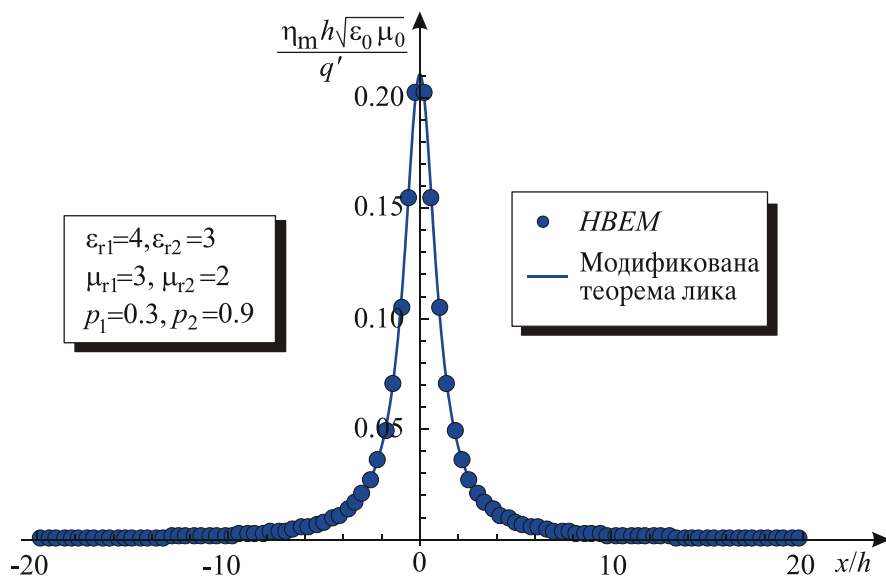 η_m h√ε_0 μ_0
q′
0.20
0.15
0.10
0.05
-20
-10
0
10
20
x/h
ε_r1=4,ε_r2=3
μ_r1=3, μ_r2=2
p_1=0.3, p_2=0.9
HBEM
Модификована
теорема лика